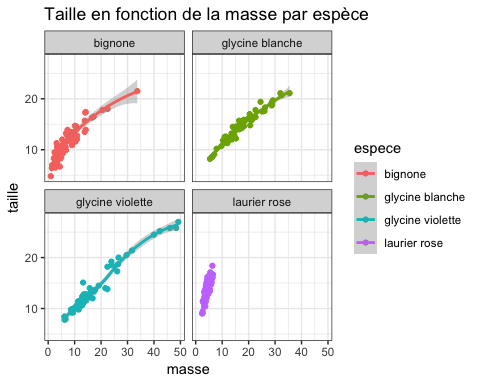 Taille en fonction de la masse par espèce
bignone
glycine blanche
20
10
glycine violette
laurier rose
20
10
0 10 20 30 40 50
0 10 20 30 40 50
masse
taille
espece
bignone
glycine blanche
glycine violette
laurier rose